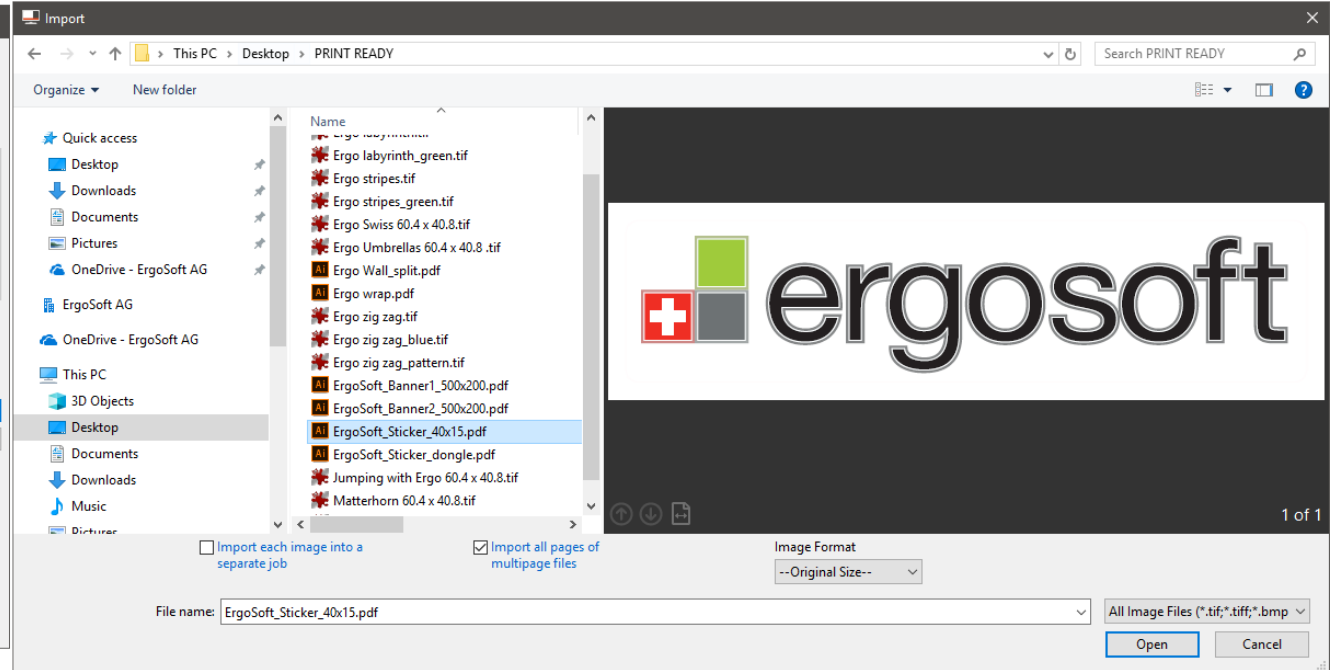 Import
This PC > Desktop > PRINT READY
Search PRINT READY
Organize
New folder
Quick access
Desktop
Downloads
Documents
Pictures
OneDrive - ErgoSoft AG
ErgoSoft AG
OneDrive - ErgoSoft AG
This PC
3D Objects
Desktop
Documents
Downloads
Music
Pictures
Name
Ergo labyrinth.tif
Ergo labyrinth_green.tif
Ergo stripes.tif
Ergo stripes_green.tif
Ergo Swiss 60.4 x 40.8.tif
Ergo Umbrellas 60.4 x 40.8 .tif
Ergo Wall_split.pdf
Ergo wrap.pdf
Ergo zig zag.tif
Ergo zig zag_blue.tif
Ergo zig zag_pattern.tif
ErgoSoft_Banner1_500x200.pdf
ErgoSoft_Banner2_500x200.pdf
ErgoSoft_Sticker_40x15.pdf
ErgoSoft_Sticker_dongle.pdf
Jumping with Ergo 60.4 x 40.8.tif
Matterhorn 60.4 x 40.8.tif
ergosoft
1 of 1
Import each image into a
separate job
Import all pages of
multipage files
Image Format
--Original Size--
File name: ErgoSoft_Sticker_40x15.pdf
All Image Files (*.tif;*.tiff;*.bmp
Open
Cancel